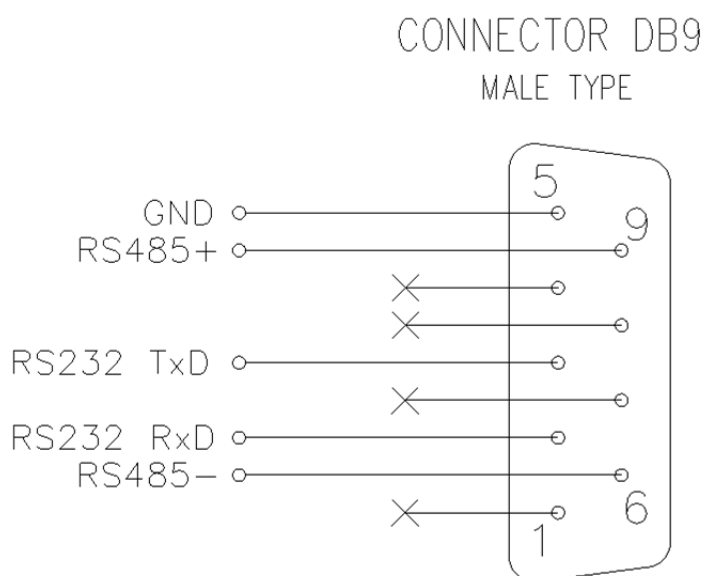 CONNECTOR DB9
MALE TYPE
5
GND
9
RS485+
RS232 TxD
RS232 RxD
RS485-
6
1